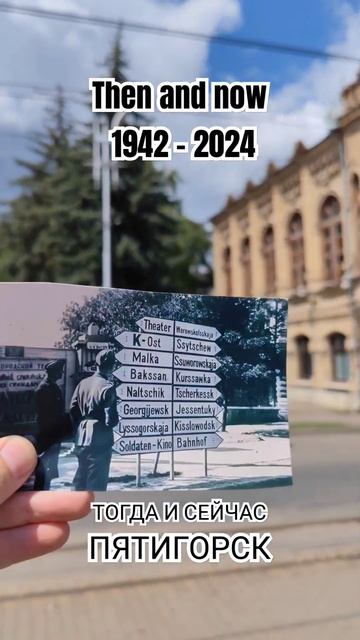 Then and now
1942 - 2024
Theater Worowskolskaja
K-Ost Ssytschew
Malka Ssuworowskaja
Bakssan Kurssawka
Naltschik Tscherkessk
Georgijewsk Jessentuky
Lyssogorskaja Kisslowodsk
Soldaten-Kino Bahnhof
ТОГДА И СЕЙЧАС
ПЯТИГОРСК